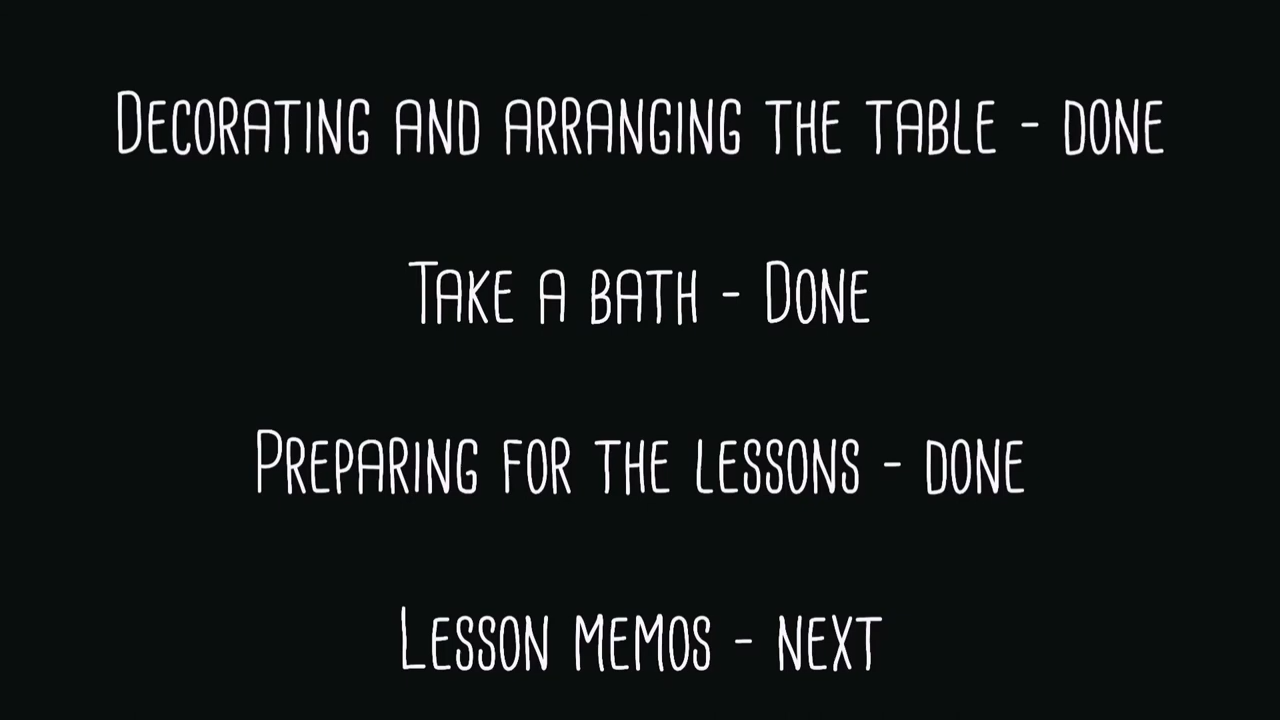 Decorating and arranging the table - done
Take a bath - Done
Preparing for the lessons - done
Lesson memos - next